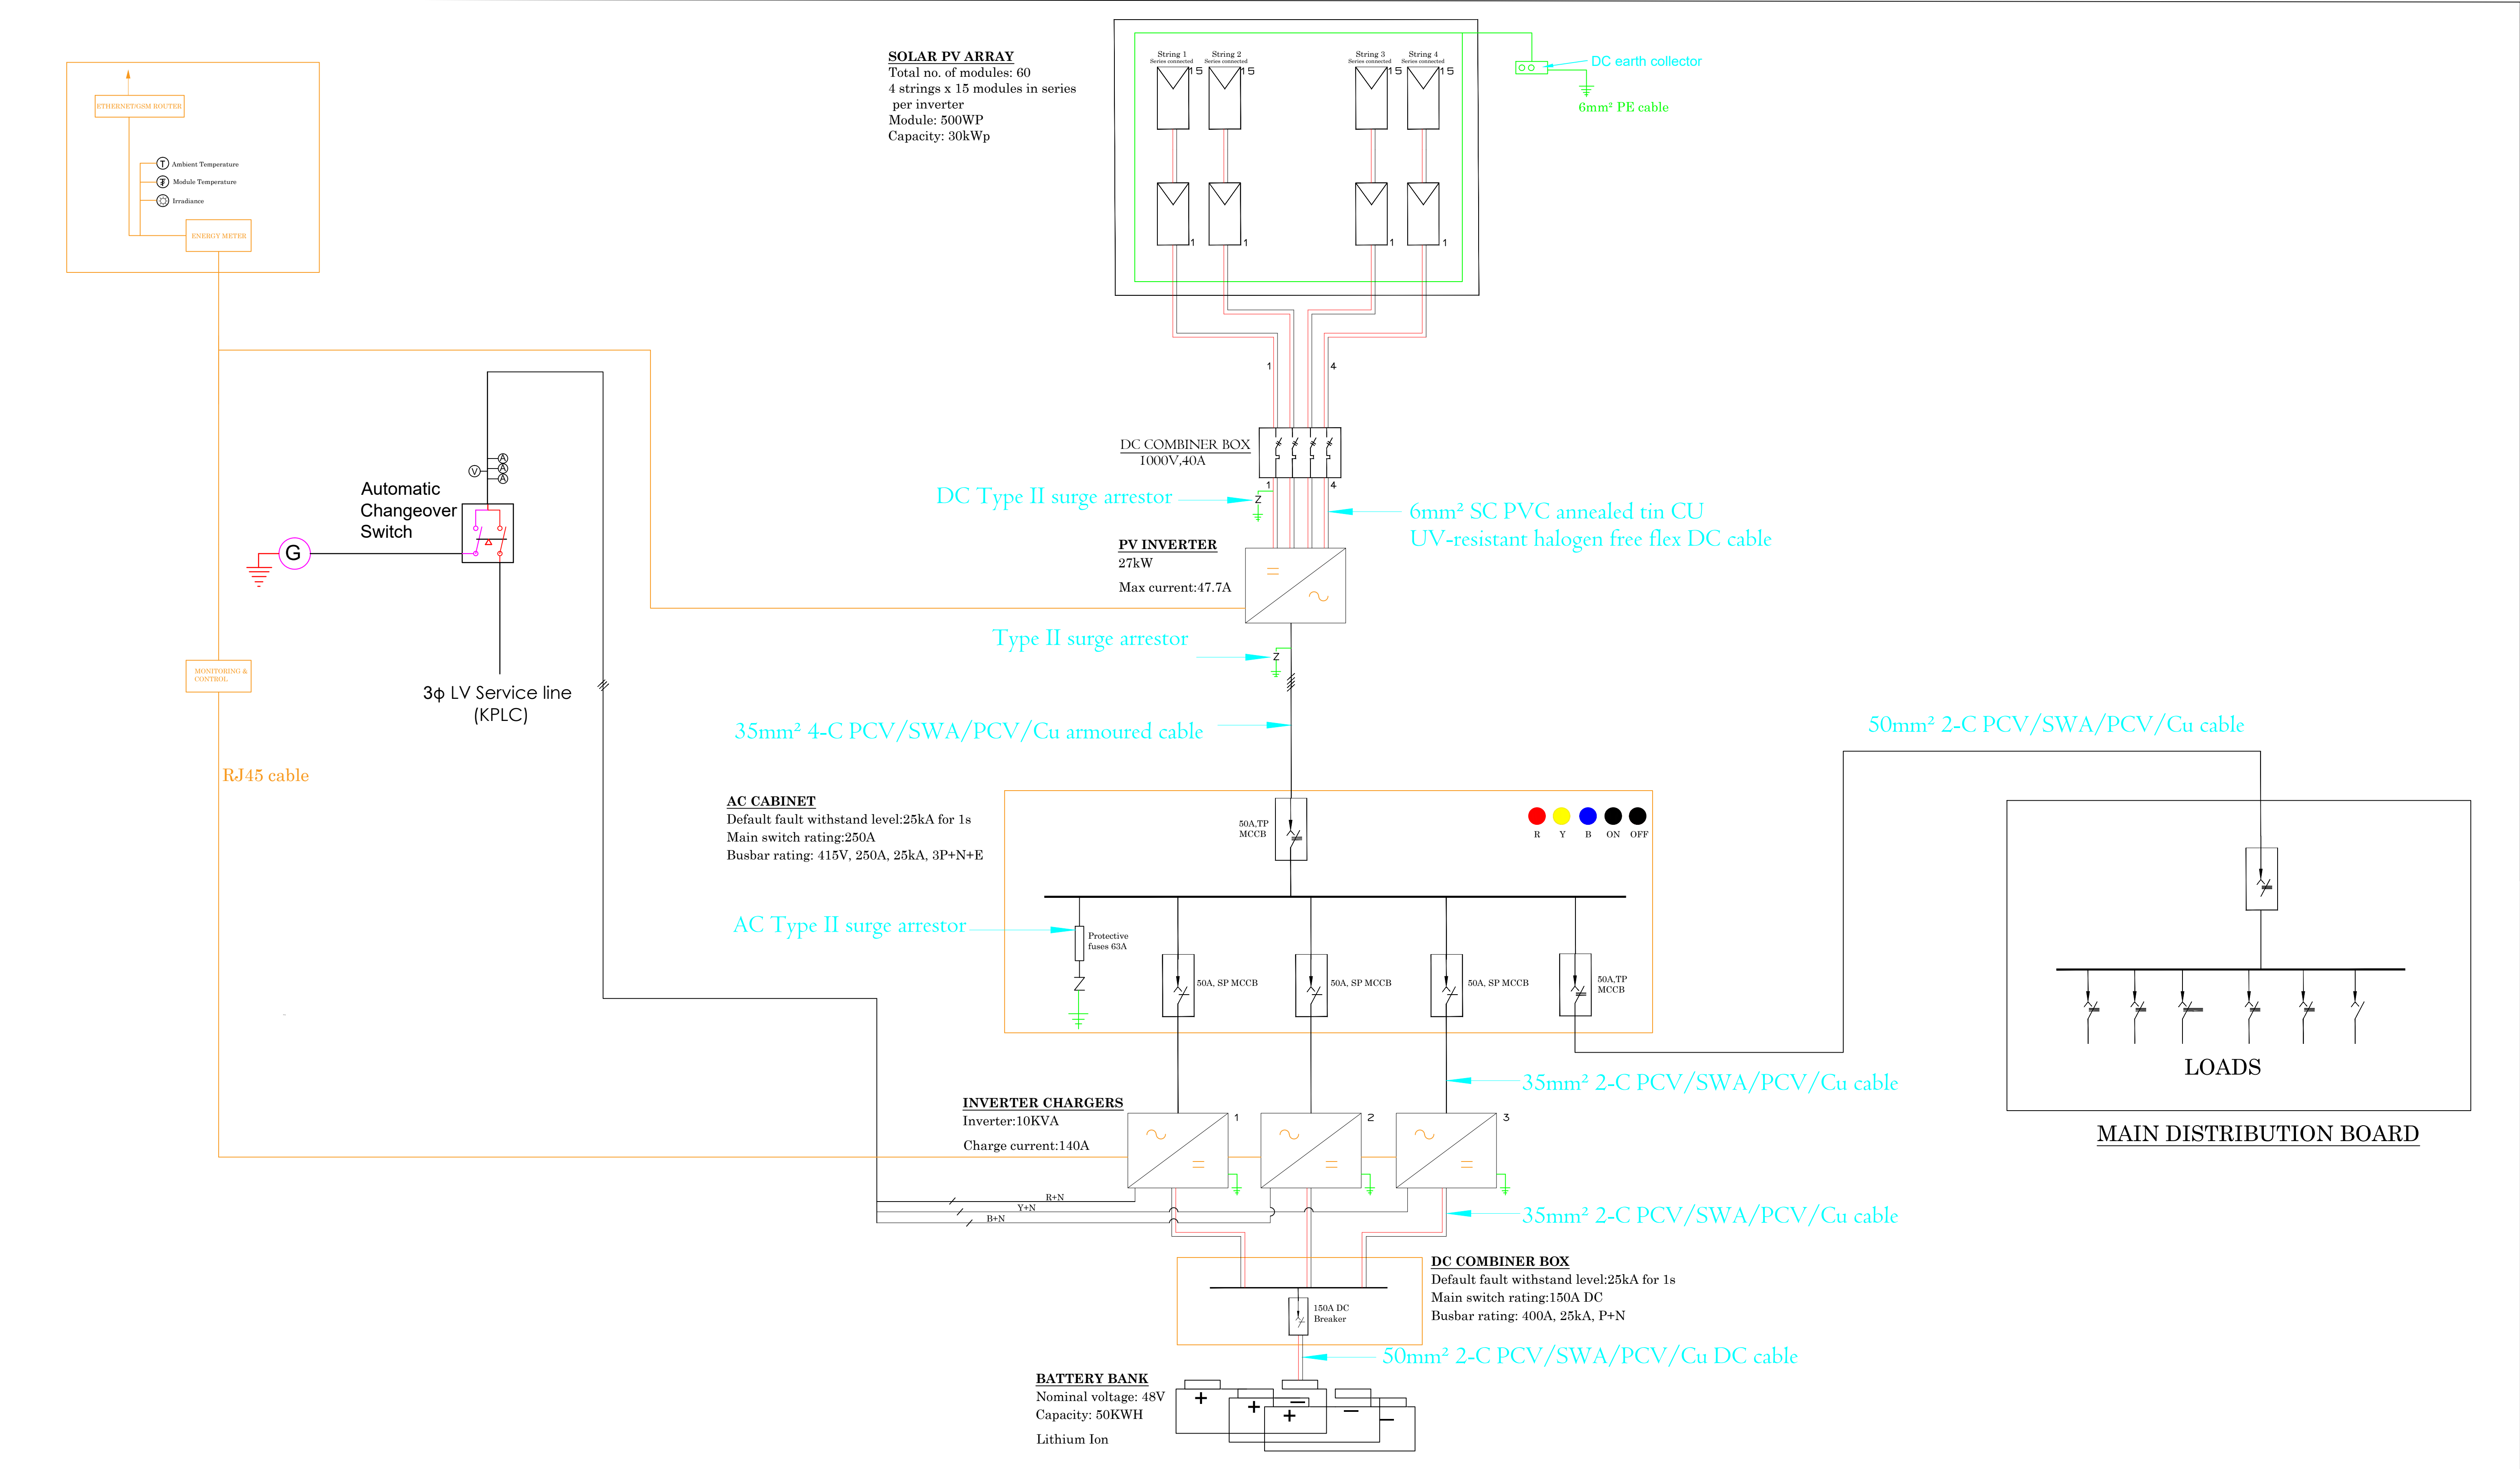 SOLAR PV ARRAY
Total no. of modules: 60
4 strings x 15 modules in series
per inverter
Module: 500WP
Capacity: 30kWp
String 1
Series connected
String 2
Series connected
String 3
Series connected
String 4
Series connected
15
15
15
15
1
1
1
1
DC earth collector
6mm² PE cable
ETHERNET/GSM ROUTER
T Ambient Temperature
Module Temperature
Irradiance
ENERGY METER
1
4
DC COMBINER BOX
1000V,40A
1
4
Z
DC Type II surge arrestor
6mm² SC PVC annealed tin CU
UV-resistant halogen free flex DC cable
A
A
A
V
Automatic
Changeover
Switch
G
3ϕ LV Service line
(KPLC)
PV INVERTER
27kW
Max current:47.7A
Type II surge arrestor
Z
MONITORING &
CONTROL
RJ45 cable
35mm² 4-C PCV/SWA/PCV/Cu armoured cable
50mm² 2-C PCV/SWA/PCV/Cu cable
AC CABINET
Default fault withstand level:25kA for 1s
Main switch rating:250A
Busbar rating: 415V, 250A, 25kA, 3P+N+E
50A,TP
MCCB
R Y B ON OFF
AC Type II surge arrestor
Protective
fuses 63A
Z
50A, SP MCCB
50A, SP MCCB
50A, SP MCCB
50A,TP
MCCB
LOADS
MAIN DISTRIBUTION BOARD
35mm² 2-C PCV/SWA/PCV/Cu cable
INVERTER CHARGERS
Inverter:10KVA
Charge current:140A
1
2
3
R+N
Y+N
B+N
35mm² 2-C PCV/SWA/PCV/Cu cable
DC COMBINER BOX
Default fault withstand level:25kA for 1s
Main switch rating:150A DC
Busbar rating: 400A, 25kA, P+N
150A DC
Breaker
50mm² 2-C PCV/SWA/PCV/Cu DC cable
BATTERY BANK
Nominal voltage: 48V
Capacity: 50KWH
Lithium Ion
+ + + − − −